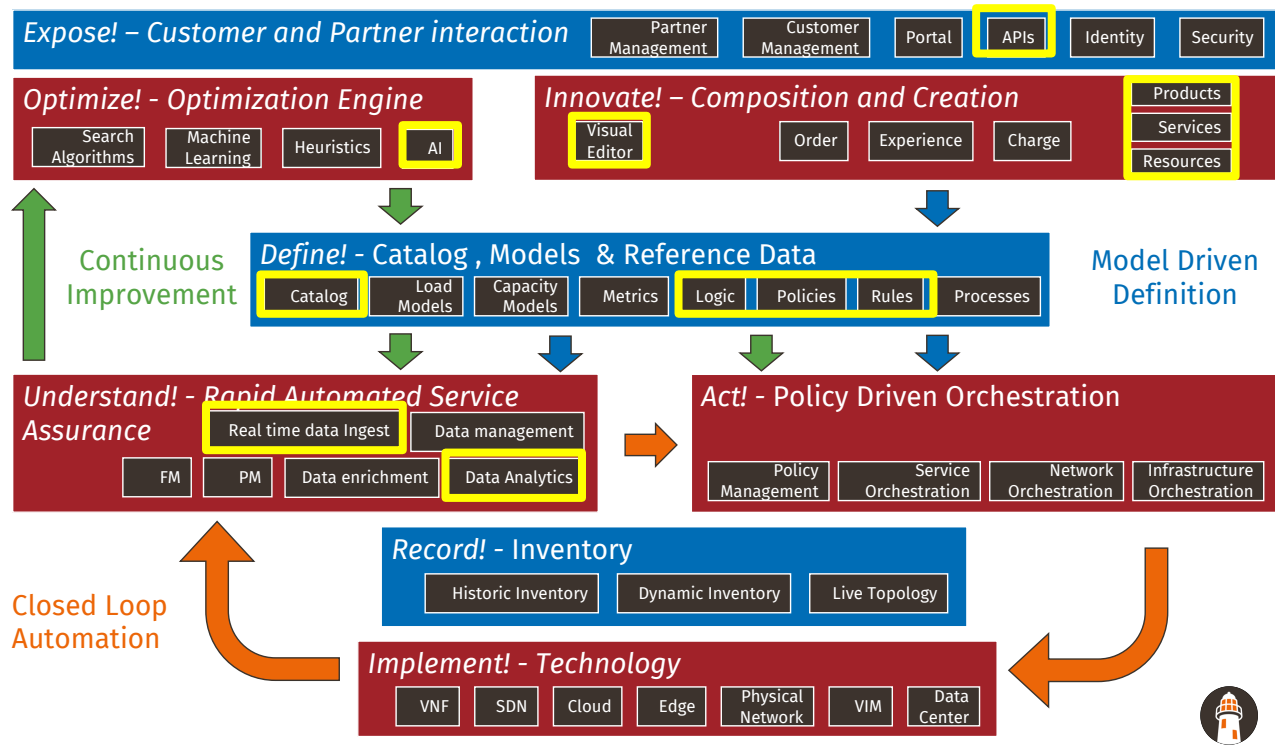 Expose! – Customer and Partner interaction
Partner
Management
Customer
Management
Portal
APIs
Identity
Security
Optimize! - Optimization Engine
Search
Algorithms
Machine
Learning
Heuristics
AI
Innovate! – Composition and Creation
Visual
Editor
Order
Experience
Charge
Products
Services
Resources
Continuous
Improvement
Define! - Catalog , Models & Reference Data
Catalog
Load
Models
Capacity
Models
Metrics
Logic
Policies
Rules
Processes
Model Driven
Definition
Understand! - Rapid Automated Service
Assurance
Real time data Ingest
Data management
FM
PM
Data enrichment
Data Analytics
Act! - Policy Driven Orchestration
Policy
Management
Service
Orchestration
Network
Orchestration
Infrastructure
Orchestration
Record! - Inventory
Historic Inventory
Dynamic Inventory
Live Topology
Closed Loop
Automation
Implement! - Technology
VNF
SDN
Cloud
Edge
Physical
Network
VIM
Data
Center